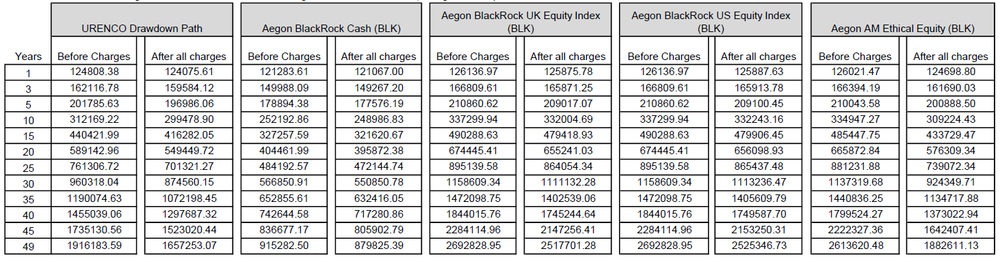 URENCO Drawdown Path Aegon BlackRock Cash (BLK) Aegon BlackRock UK Equity Index (BLK) Aegon BlackRock US Equity Index (BLK) Aegon AM Ethical Equity (BLK)
Years Before Charges After all charges Before Charges After all charges Before Charges After all charges Before Charges After all charges Before Charges After all charges
1 124808.38 124075.61 121283.61 121067.00 126136.97 125875.78 126136.97 125887.63 126021.47 124698.80
3 162116.78 159584.12 149988.09 149267.20 166809.61 165871.25 166809.61 165913.78 166394.19 161690.03
5 201785.63 196986.06 178894.38 177576.19 210860.62 209017.07 210860.62 209100.45 210043.58 200888.50
10 312169.22 299478.90 252192.86 248986.83 337299.94 332004.69 337299.94 332243.16 334947.27 309224.43
15 440421.99 416282.05 327257.59 321620.67 490288.63 479418.93 490288.63 479906.45 485447.75 433729.47
20 589142.96 549449.72 404461.99 395872.38 674445.41 655241.03 674445.41 656098.93 665872.84 576309.34
25 761306.72 701321.27 484192.57 472144.74 895139.58 864054.34 895139.58 865437.48 881231.88 739072.34
30 960318.04 874560.15 566850.91 550850.78 1158609.34 1111132.28 1158609.34 1113236.47 1137319.68 924349.71
35 1190074.63 1072198.45 652855.61 632416.05 1472098.75 1402539.06 1472098.75 1405609.79 1440836.25 1134717.88
40 1455039.06 1297687.32 742644.58 717280.86 1844015.76 1745244.64 1844015.76 1749587.70 1799524.27 1373022.94
45 1735130.56 1523020.44 836677.17 805902.79 2284114.96 2147256.41 2284114.96 2153250.31 2222327.36 1642407.41
49 1916183.59 1657253.07 915282.50 879825.39 2692828.95 2517701.28 2692828.95 2525346.73 2613620.48 1882611.13